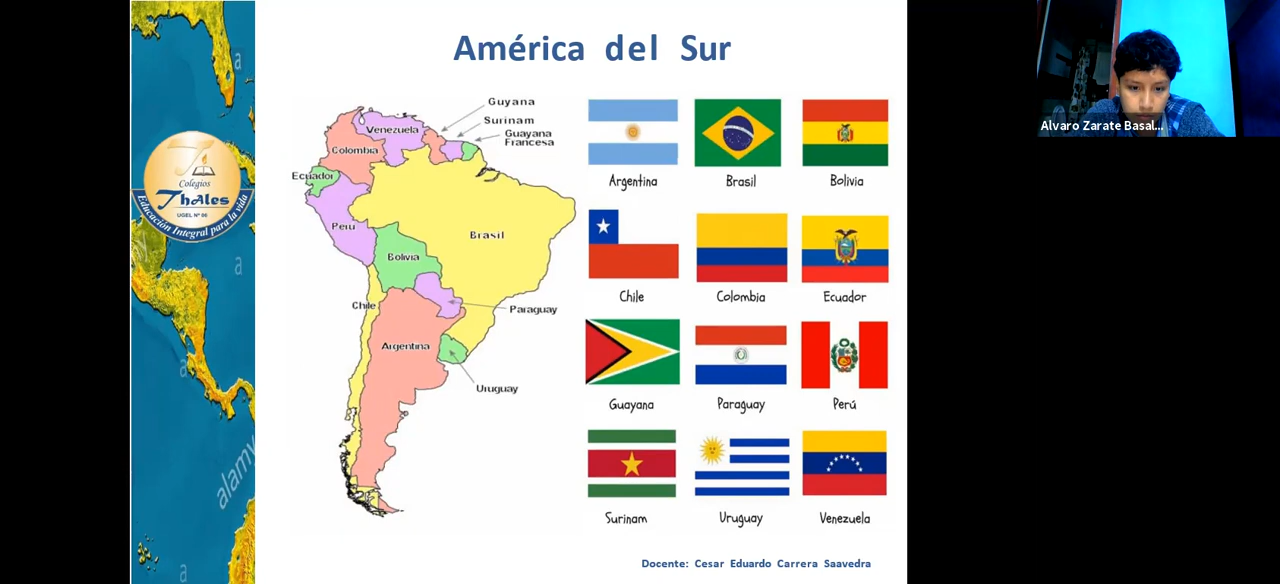 América del Sur
Colegios
Thales
UGEL Nº 06
Educación Integral para la vida
a
a
a
alamy
a
Guyana
Surinam
Guayana
Francesa
Venezuela
Colombia
Ecuador
Perú
Brasil
Bolivia
Chile
Paraguay
Argentina
Uruguay
Argentina
Brasil
Bolivia
Chile
Colombia
Ecuador
Guayana
Paraguay
Perú
Surinam
Uruguay
Venezuela
Docente: Cesar Eduardo Carrera Saavedra
Alvaro Zarate Basal...